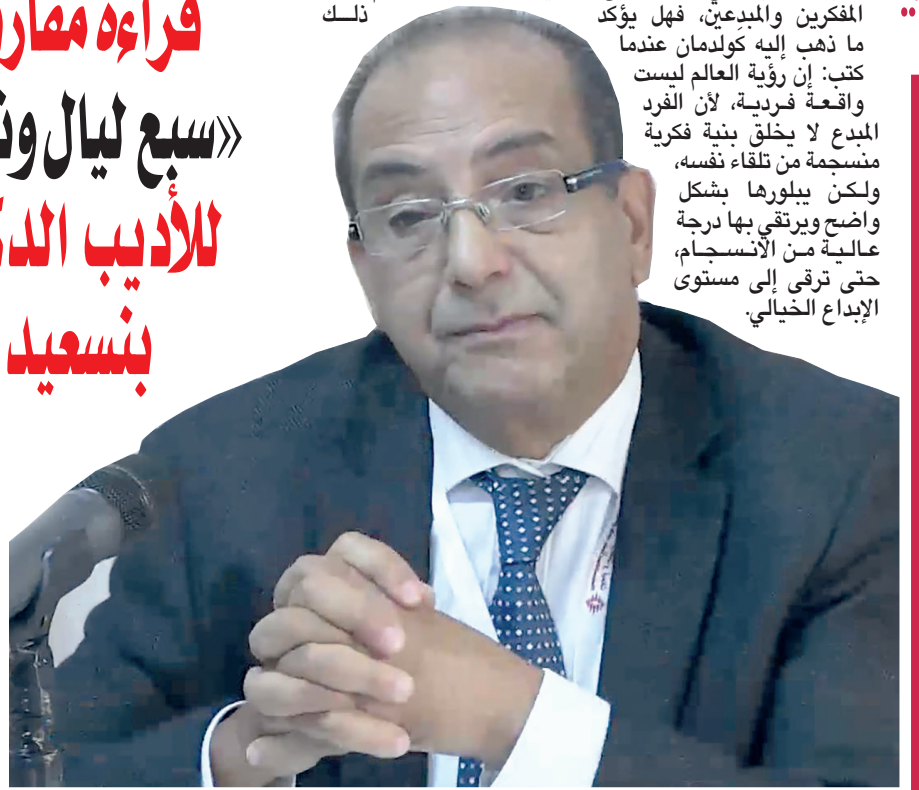 قراءة مقار
«سبع ليال و
للأديب الد
بنسعيد
ذلــك
المفكرين والمبدعين، فهل يؤكد
ما ذهب إليه كَولدمان عندما
كتب: إن رؤية العالم ليست
واقعة فردية، لأن الفرد
المبدع لا يخلق بنية فكرية
منسجمة من تلقاء نفسه،
ولكن يبلورها بشكل
واضح ويرتقي بها درجة
عالية من الانسجام،
حتى ترقى إلى مستوى
الإبداع الخيالي.